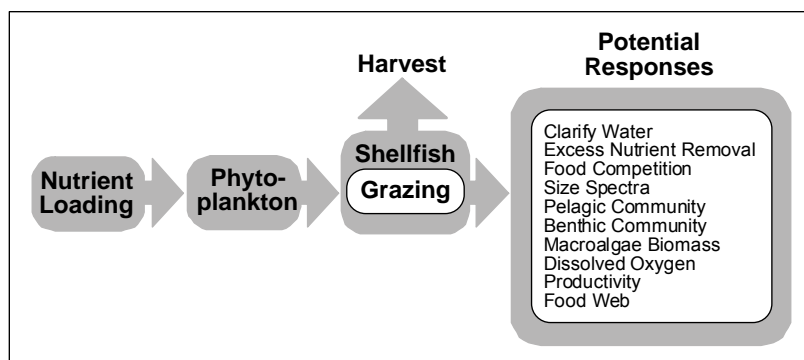 Potential
Responses
Harvest
Nutrient
Loading
Phyto-
plankton
Shellfish
Grazing
Clarify Water
Excess Nutrient Removal
Food Competition
Size Spectra
Pelagic Community
Benthic Community
Macroalgae Biomass
Dissolved Oxygen
Productivity
Food Web